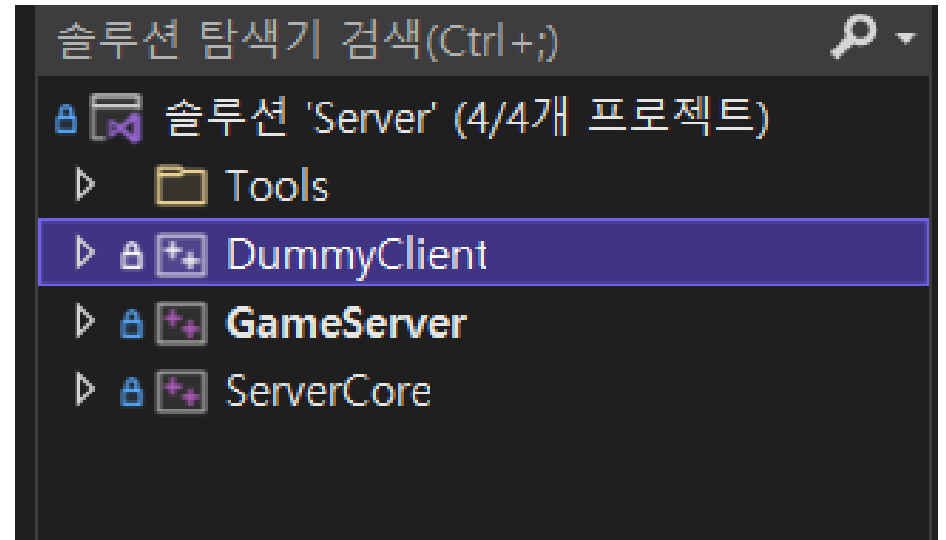 솔루션 탐색기 검색(Ctrl+;)
솔루션 'Server' (4/4개 프로젝트)
Tools
DummyClient
GameServer
ServerCore